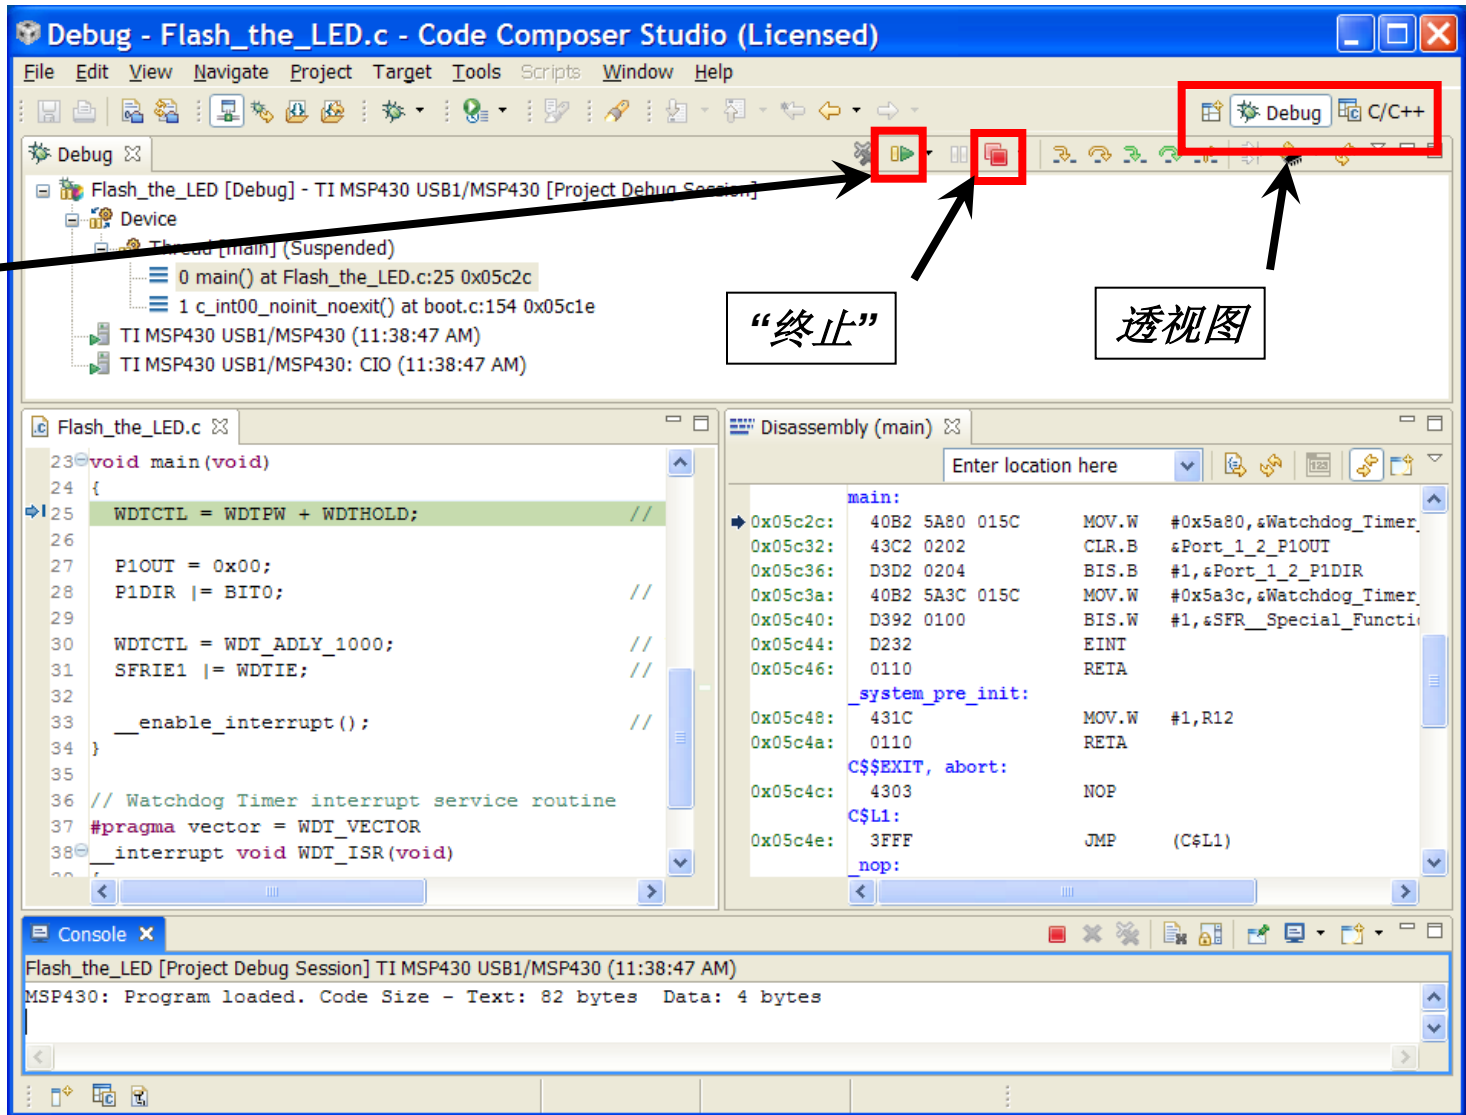 Debug - Flash_the_LED.c - Code Composer Studio (Licensed)
File Edit View Navigate Project Target Tools Scripts Window Help
Debug C/C++
Debug
Flash_the_LED [Debug] - TI MSP430 USB1/MSP430 [Project Debug Session]
Device
Thread [main] (Suspended)
0 main() at Flash_the_LED.c:25 0x05c2c
1 c_int00_noinit_noexit() at boot.c:154 0x05c1e
TI MSP430 USB1/MSP430 (11:38:47 AM)
TI MSP430 USB1/MSP430: CIO (11:38:47 AM)
“终止”
透视图
Flash_the_LED.c
23 void main(void)
24 {
25 WDTCTL = WDTPW + WDTHOLD; //
26
27 P1OUT = 0x00;
28 P1DIR |= BIT0; //
29
30 WDTCTL = WDT_ADLY_1000; //
31 SFRIE1 |= WDTIE; //
32
33 __enable_interrupt(); //
34 }
35
36 // Watchdog Timer interrupt service routine
37 #pragma vector = WDT_VECTOR
38 __interrupt void WDT_ISR(void)
Disassembly (main)
Enter location here
main:
0x05c2c: 40B2 5A80 015C MOV.W #0x5a80,&Watchdog_Timer_
0x05c32: 43C2 0202 CLR.B &Port_1_2_P1OUT
0x05c36: D3D2 0204 BIS.B #1,&Port_1_2_P1DIR
0x05c3a: 40B2 5A3C 015C MOV.W #0x5a3c,&Watchdog_Timer_
0x05c40: D392 0100 BIS.W #1,&SFR__Special_Functi
0x05c44: D232 EINT
0x05c46: 0110 RETA
_system_pre_init:
0x05c48: 431C MOV.W #1,R12
0x05c4a: 0110 RETA
C$$EXIT, abort:
0x05c4c: 4303 NOP
C$L1:
0x05c4e: 3FFF JMP (C$L1)
_nop:
Console
Flash_the_LED [Project Debug Session] TI MSP430 USB1/MSP430 (11:38:47 AM)
MSP430: Program loaded. Code Size - Text: 82 bytes Data: 4 bytes